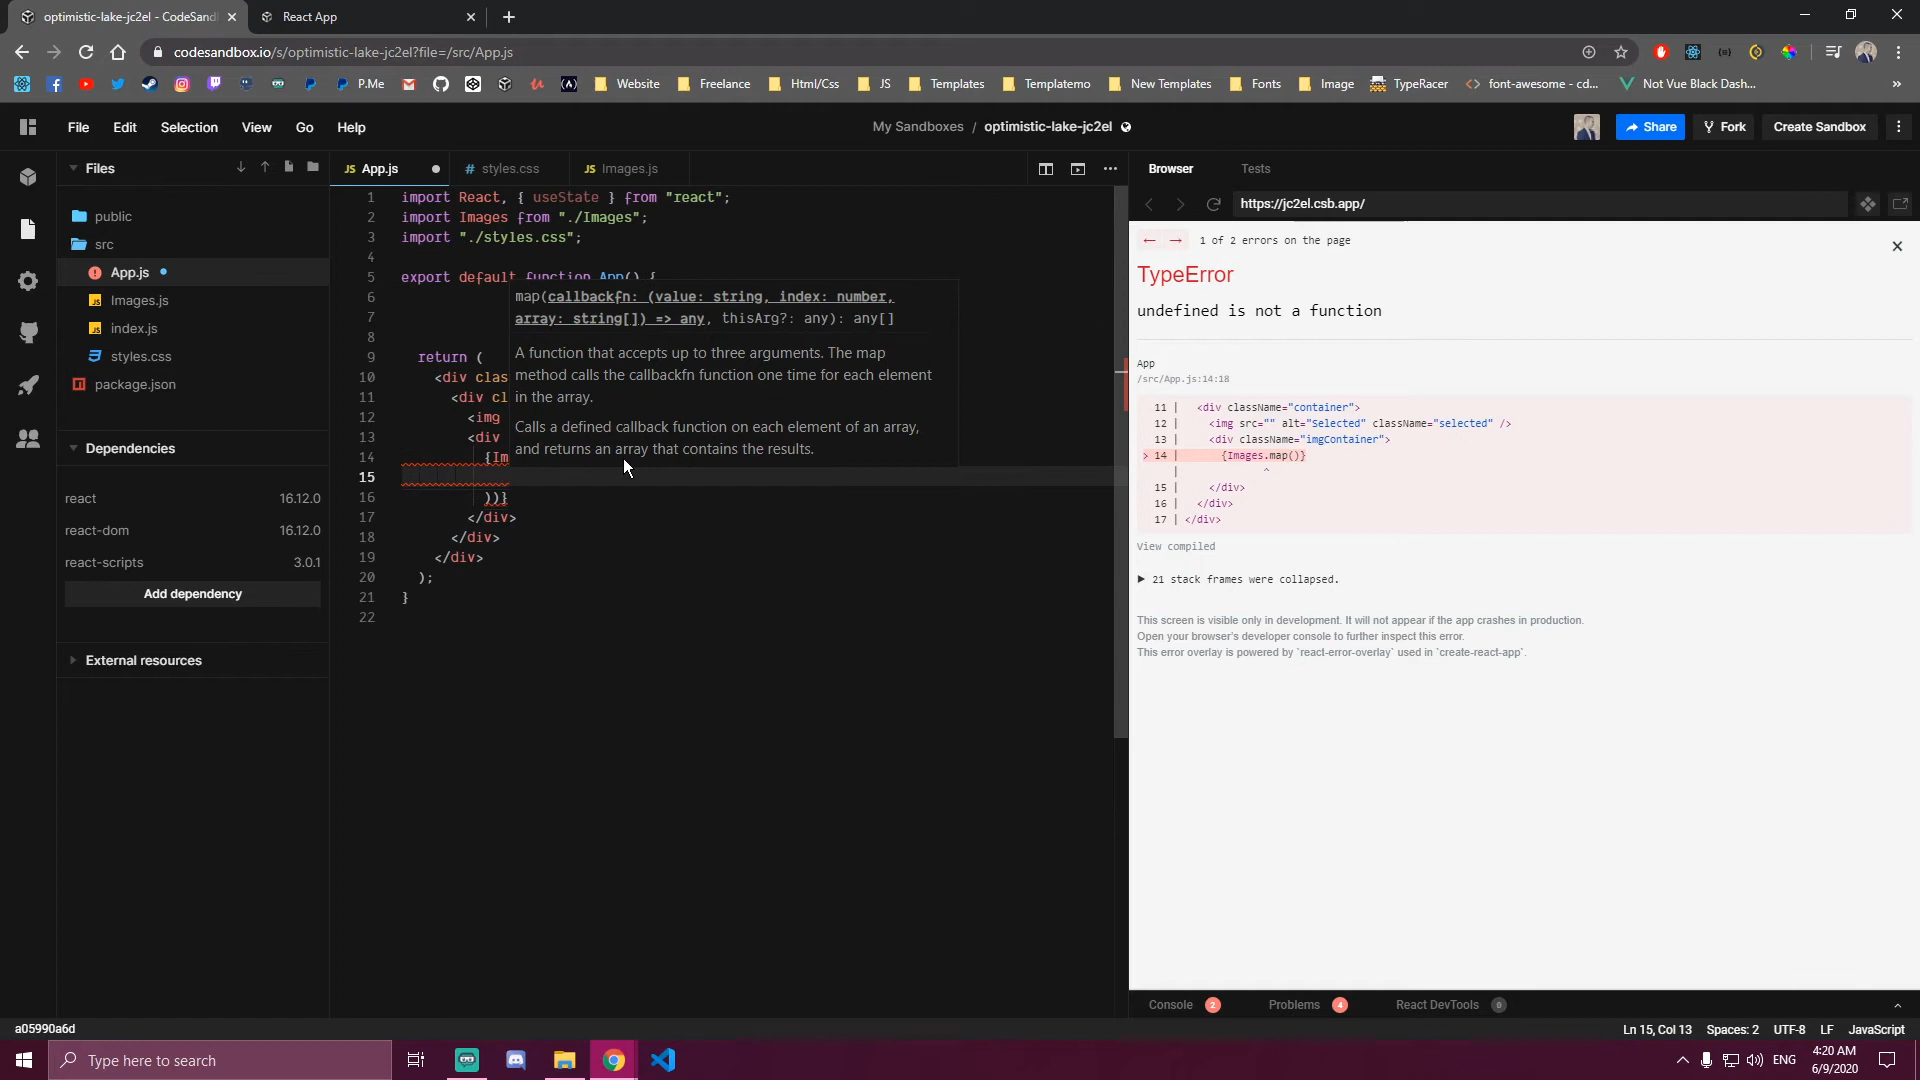 optimistic-lake-jc2el - CodeSand
React App
codesandbox.io/s/optimistic-lake-jc2el?file=/src/App.js
P.Me
Website
Freelance
Html/Css
JS
Templates
Templatemo
New Templates
Fonts
Image
TypeRacer
font-awesome - cd...
Not Vue Black Dash...
File Edit Selection View Go Help
My Sandboxes / optimistic-lake-jc2el
Share
Fork
Create Sandbox
Files
public
src
App.js
Images.js
index.js
styles.css
package.json
Dependencies
react 16.12.0
react-dom 16.12.0
react-scripts 3.0.1
Add dependency
External resources
JS App.js
# styles.css
JS Images.js
1 import React, { useState } from "react";
2 import Images from "./Images";
3 import "./styles.css";
4
5 export default function App() {
6
7
8
9 return (
10 <div clas
11 <div cl
12 <img
13 <div
14 {Im
15
16 ))}
17 </div>
18 </div>
19 </div>
20 );
21 }
22
map(callbackfn: (value: string, index: number,
array: string[]) => any, thisArg?: any): any[]
A function that accepts up to three arguments. The map
method calls the callbackfn function one time for each element
in the array.
Calls a defined callback function on each element of an array,
and returns an array that contains the results.
Browser
Tests
https://jc2el.csb.app/
← → 1 of 2 errors on the page
TypeError
undefined is not a function
App
/src/App.js:14:18
11 | <div className="container">
12 | <img src="" alt="Selected" className="selected" />
13 | <div className="imgContainer">
> 14 | {Images.map()}
| ^
15 | </div>
16 | </div>
17 | </div>
View compiled
▶ 21 stack frames were collapsed.
This screen is visible only in development. It will not appear if the app crashes in production.
Open your browser's developer console to further inspect this error.
This error overlay is powered by `react-error-overlay` used in `create-react-app`.
Console 2
Problems 4
React DevTools 0
a05990a6d
Ln 15, Col 13
Spaces: 2
UTF-8
LF
JavaScript
Type here to search
ENG
4:20 AM
6/9/2020